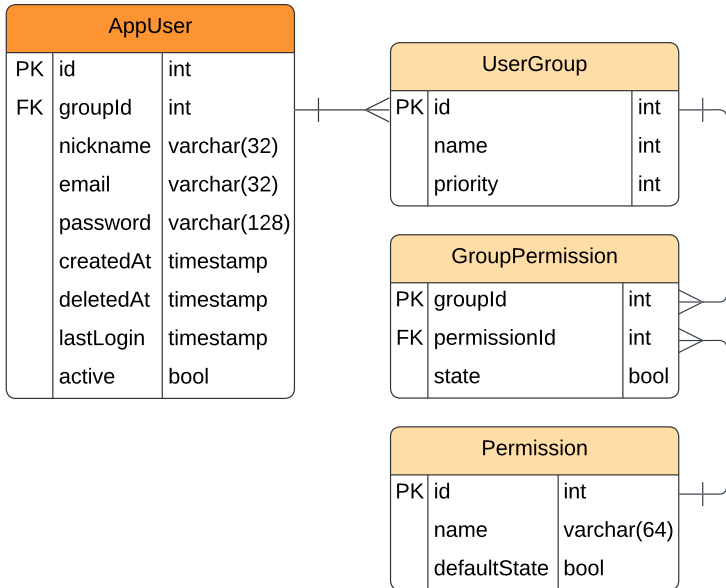 AppUser
PK id int
FK groupId int
nickname varchar(32)
email varchar(32)
password varchar(128)
createdAt timestamp
deletedAt timestamp
lastLogin timestamp
active bool
UserGroup
PK id int
name int
priority int
GroupPermission
PK groupId int
FK permissionId int
state bool
Permission
PK id int
name varchar(64)
defaultState bool